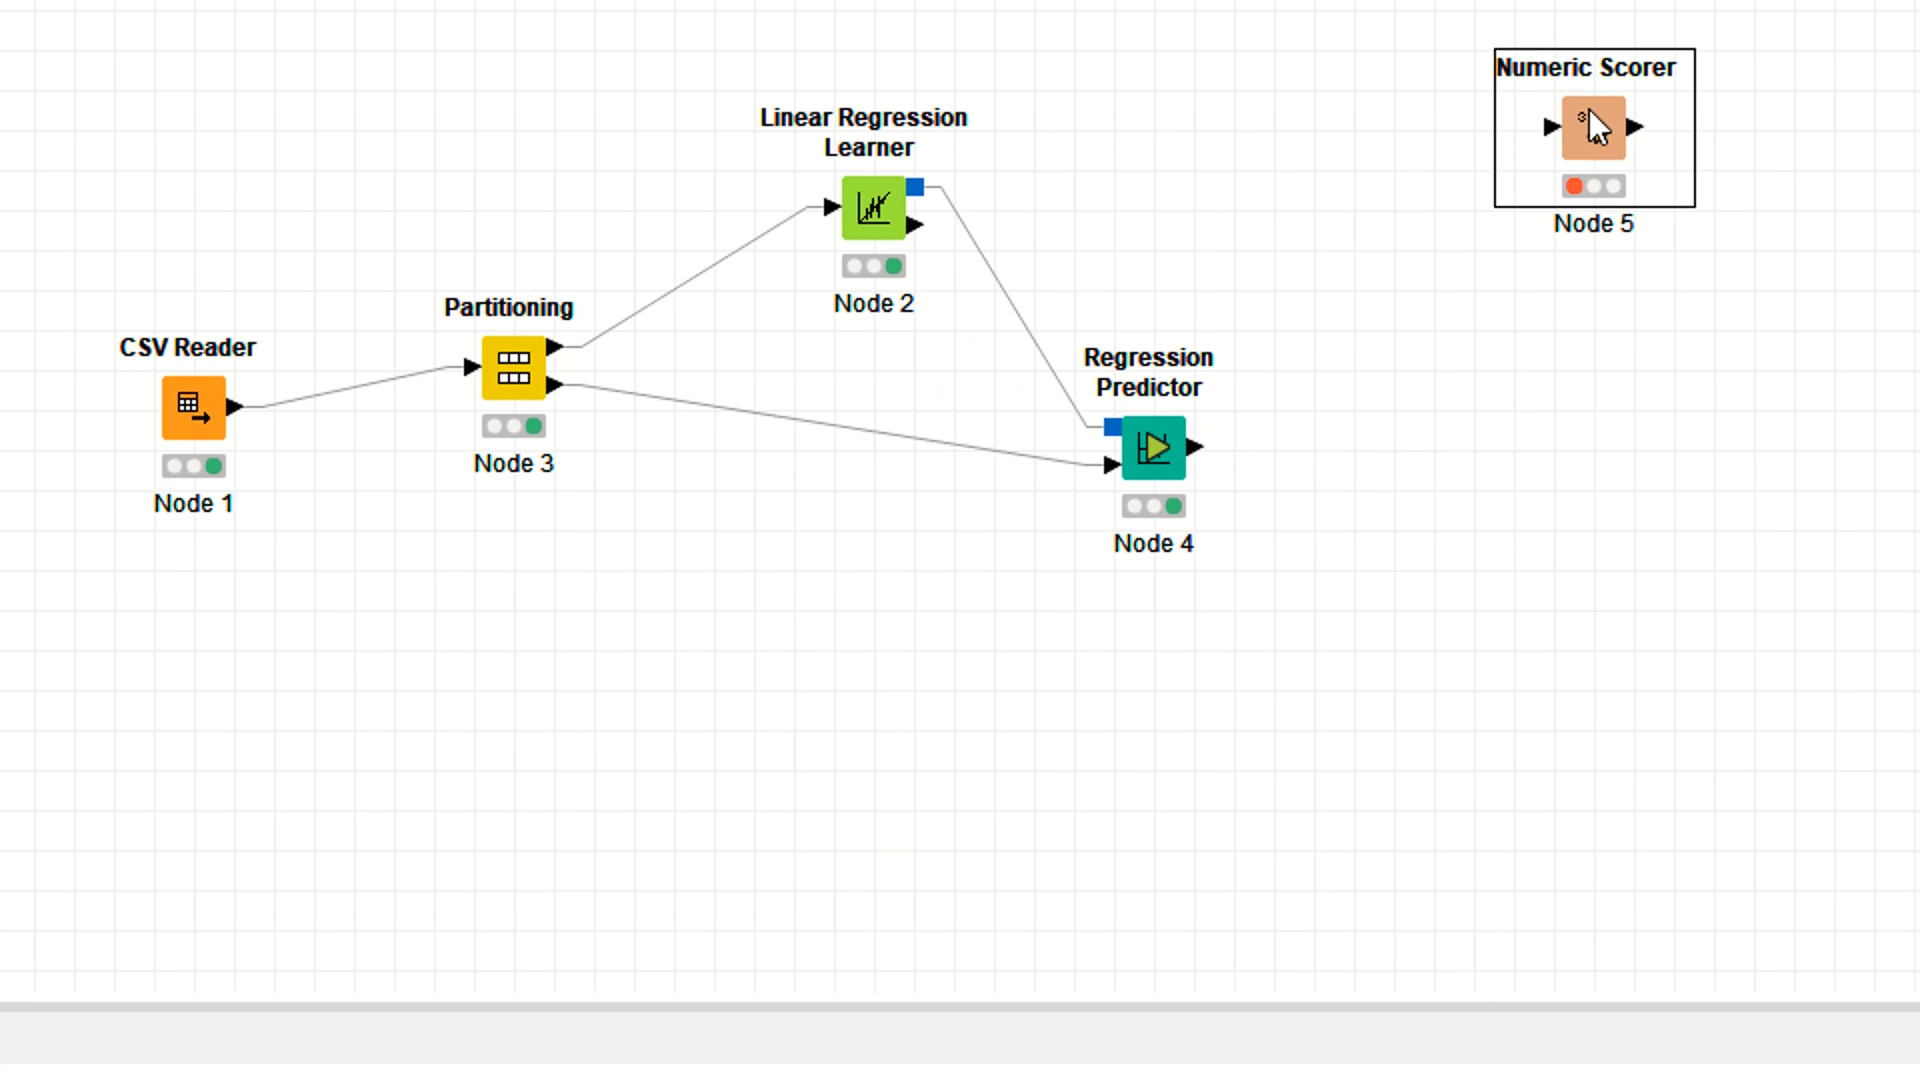 Numeric Scorer
Node 5
Linear Regression
Learner
Node 2
Partitioning
Node 3
CSV Reader
Node 1
Regression
Predictor
Node 4